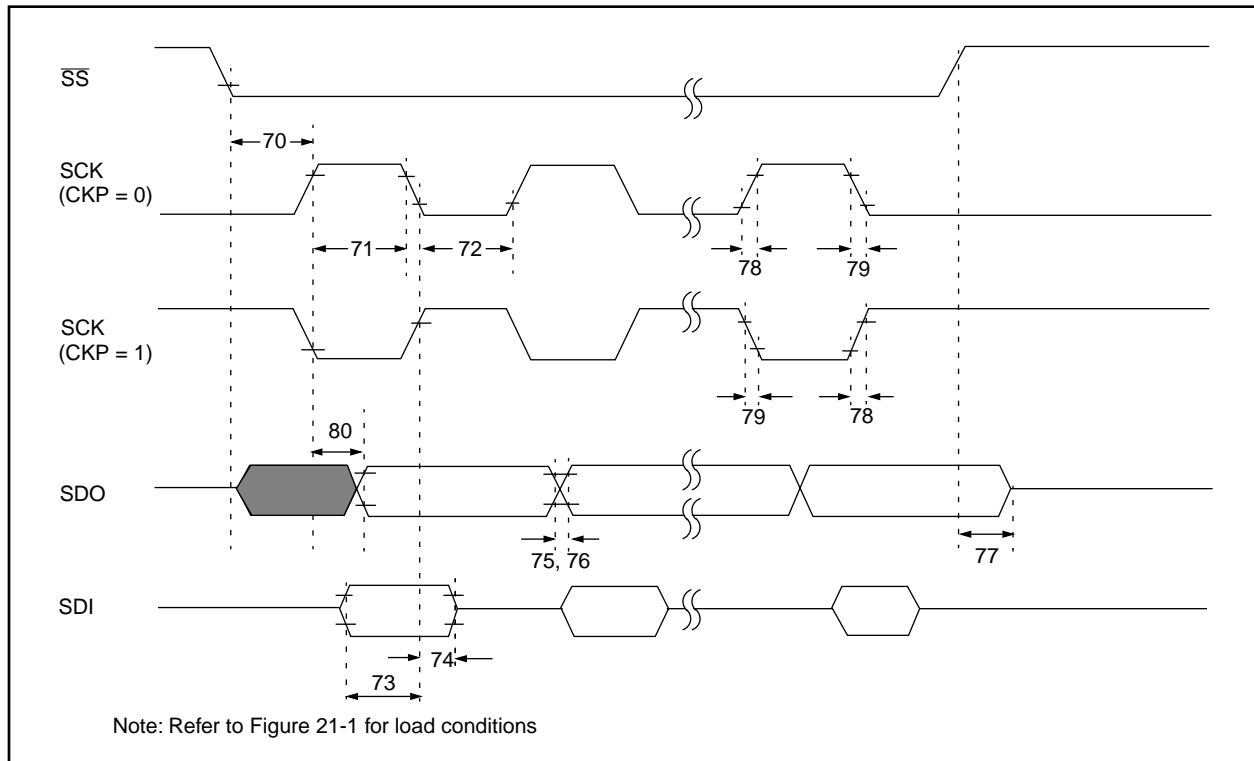 SS
70
SCK
(CKP = 0)
71
72
78
79
SCK
(CKP = 1)
79
78
80
SDO
75, 76
77
SDI
74
73
Note: Refer to Figure 21-1 for load conditions